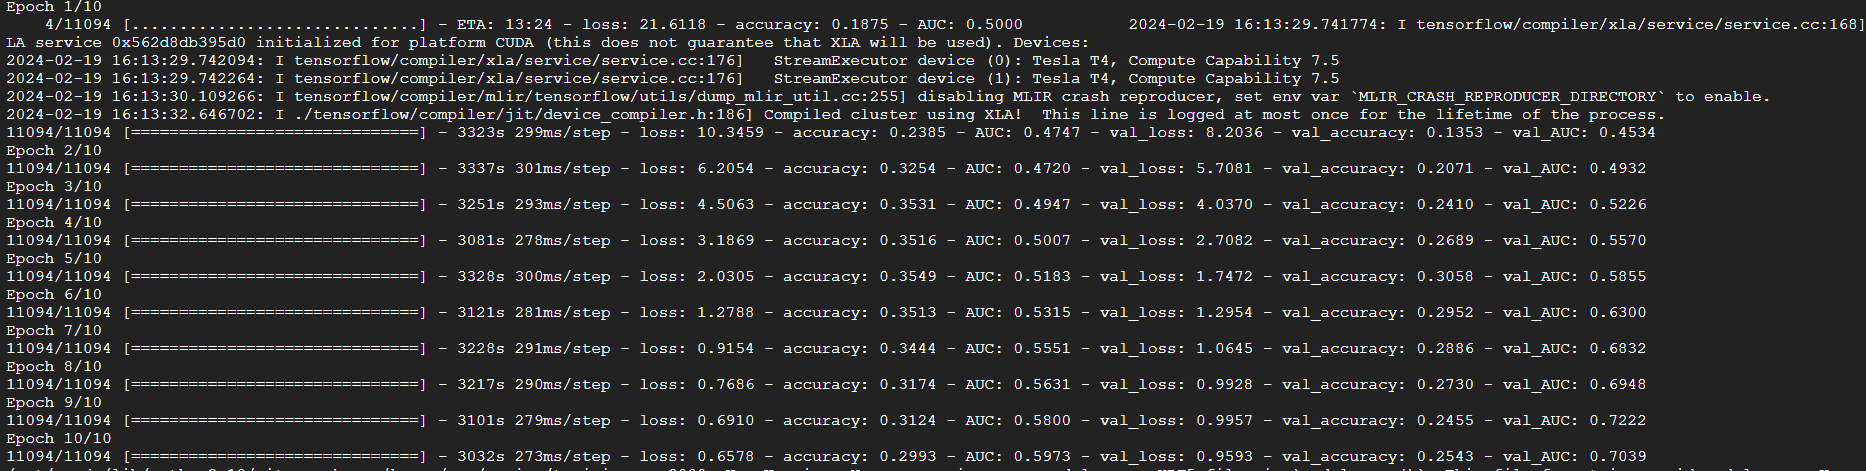 Epoch 1/10
4/11094 [..............................] - ETA: 13:24 - loss: 21.6118 - accuracy: 0.1875 - AUC: 0.5000 2024-02-19 16:13:29.741774: I tensorflow/compiler/xla/service/service.cc:168]
LA service 0x562d8db395d0 initialized for platform CUDA (this does not guarantee that XLA will be used). Devices:
2024-02-19 16:13:29.742094: I tensorflow/compiler/xla/service/service.cc:176] StreamExecutor device (0): Tesla T4, Compute Capability 7.5
2024-02-19 16:13:29.742264: I tensorflow/compiler/xla/service/service.cc:176] StreamExecutor device (1): Tesla T4, Compute Capability 7.5
2024-02-19 16:13:30.109266: I tensorflow/compiler/mlir/tensorflow/utils/dump_mlir_util.cc:255] disabling MLIR crash reproducer, set env var `MLIR_CRASH_REPRODUCER_DIRECTORY` to enable.
2024-02-19 16:13:32.646702: I ./tensorflow/compiler/jit/device_compiler.h:186] Compiled cluster using XLA!  This line is logged at most once for the lifetime of the process.
11094/11094 [==============================] - 3323s 299ms/step - loss: 10.3459 - accuracy: 0.2385 - AUC: 0.4747 - val_loss: 8.2036 - val_accuracy: 0.1353 - val_AUC: 0.4534
Epoch 2/10
11094/11094 [==============================] - 3337s 301ms/step - loss: 6.2054 - accuracy: 0.3254 - AUC: 0.4720 - val_loss: 5.7081 - val_accuracy: 0.2071 - val_AUC: 0.4932
Epoch 3/10
11094/11094 [==============================] - 3251s 293ms/step - loss: 4.5063 - accuracy: 0.3531 - AUC: 0.4947 - val_loss: 4.0370 - val_accuracy: 0.2410 - val_AUC: 0.5226
Epoch 4/10
11094/11094 [==============================] - 3081s 278ms/step - loss: 3.1869 - accuracy: 0.3516 - AUC: 0.5007 - val_loss: 2.7082 - val_accuracy: 0.2689 - val_AUC: 0.5570
Epoch 5/10
11094/11094 [==============================] - 3328s 300ms/step - loss: 2.0305 - accuracy: 0.3549 - AUC: 0.5183 - val_loss: 1.7472 - val_accuracy: 0.3058 - val_AUC: 0.5855
Epoch 6/10
11094/11094 [==============================] - 3121s 281ms/step - loss: 1.2788 - accuracy: 0.3513 - AUC: 0.5315 - val_loss: 1.2954 - val_accuracy: 0.2952 - val_AUC: 0.6300
Epoch 7/10
11094/11094 [==============================] - 3228s 291ms/step - loss: 0.9154 - accuracy: 0.3444 - AUC: 0.5551 - val_loss: 1.0645 - val_accuracy: 0.2886 - val_AUC: 0.6832
Epoch 8/10
11094/11094 [==============================] - 3217s 290ms/step - loss: 0.7686 - accuracy: 0.3174 - AUC: 0.5631 - val_loss: 0.9928 - val_accuracy: 0.2730 - val_AUC: 0.6948
Epoch 9/10
11094/11094 [==============================] - 3101s 279ms/step - loss: 0.6910 - accuracy: 0.3124 - AUC: 0.5800 - val_loss: 0.9957 - val_accuracy: 0.2455 - val_AUC: 0.7222
Epoch 10/10
11094/11094 [==============================] - 3032s 273ms/step - loss: 0.6578 - accuracy: 0.2993 - AUC: 0.5973 - val_loss: 0.9593 - val_accuracy: 0.2543 - val_AUC: 0.7039